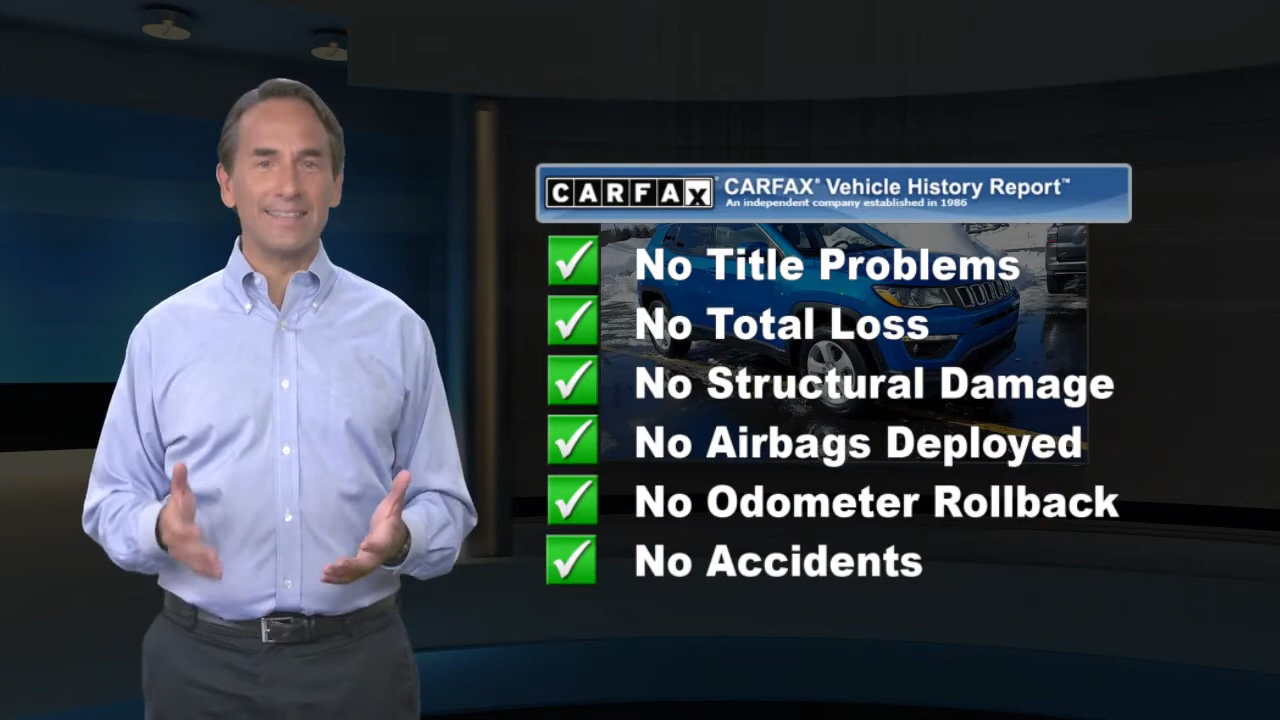 CARFAX® CARFAX® Vehicle History Report™
An independent company established in 1986
No Title Problems
No Total Loss
No Structural Damage
No Airbags Deployed
No Odometer Rollback
No Accidents